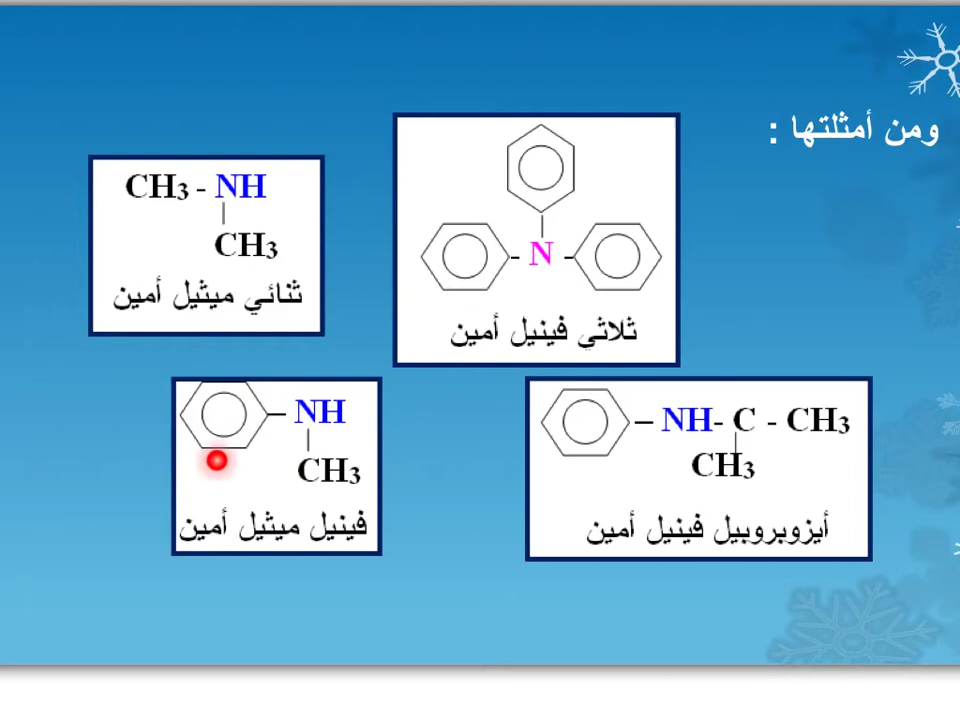 ومن أمثلتها :
CH3 - NH
CH3
ثنائي ميثيل أمين
- N -
ثلاثي فينيل أمين
– NH
CH3
فينيل ميثيل أمين
– NH - C - CH3
CH3
أيزوبروبيل فينيل أمين